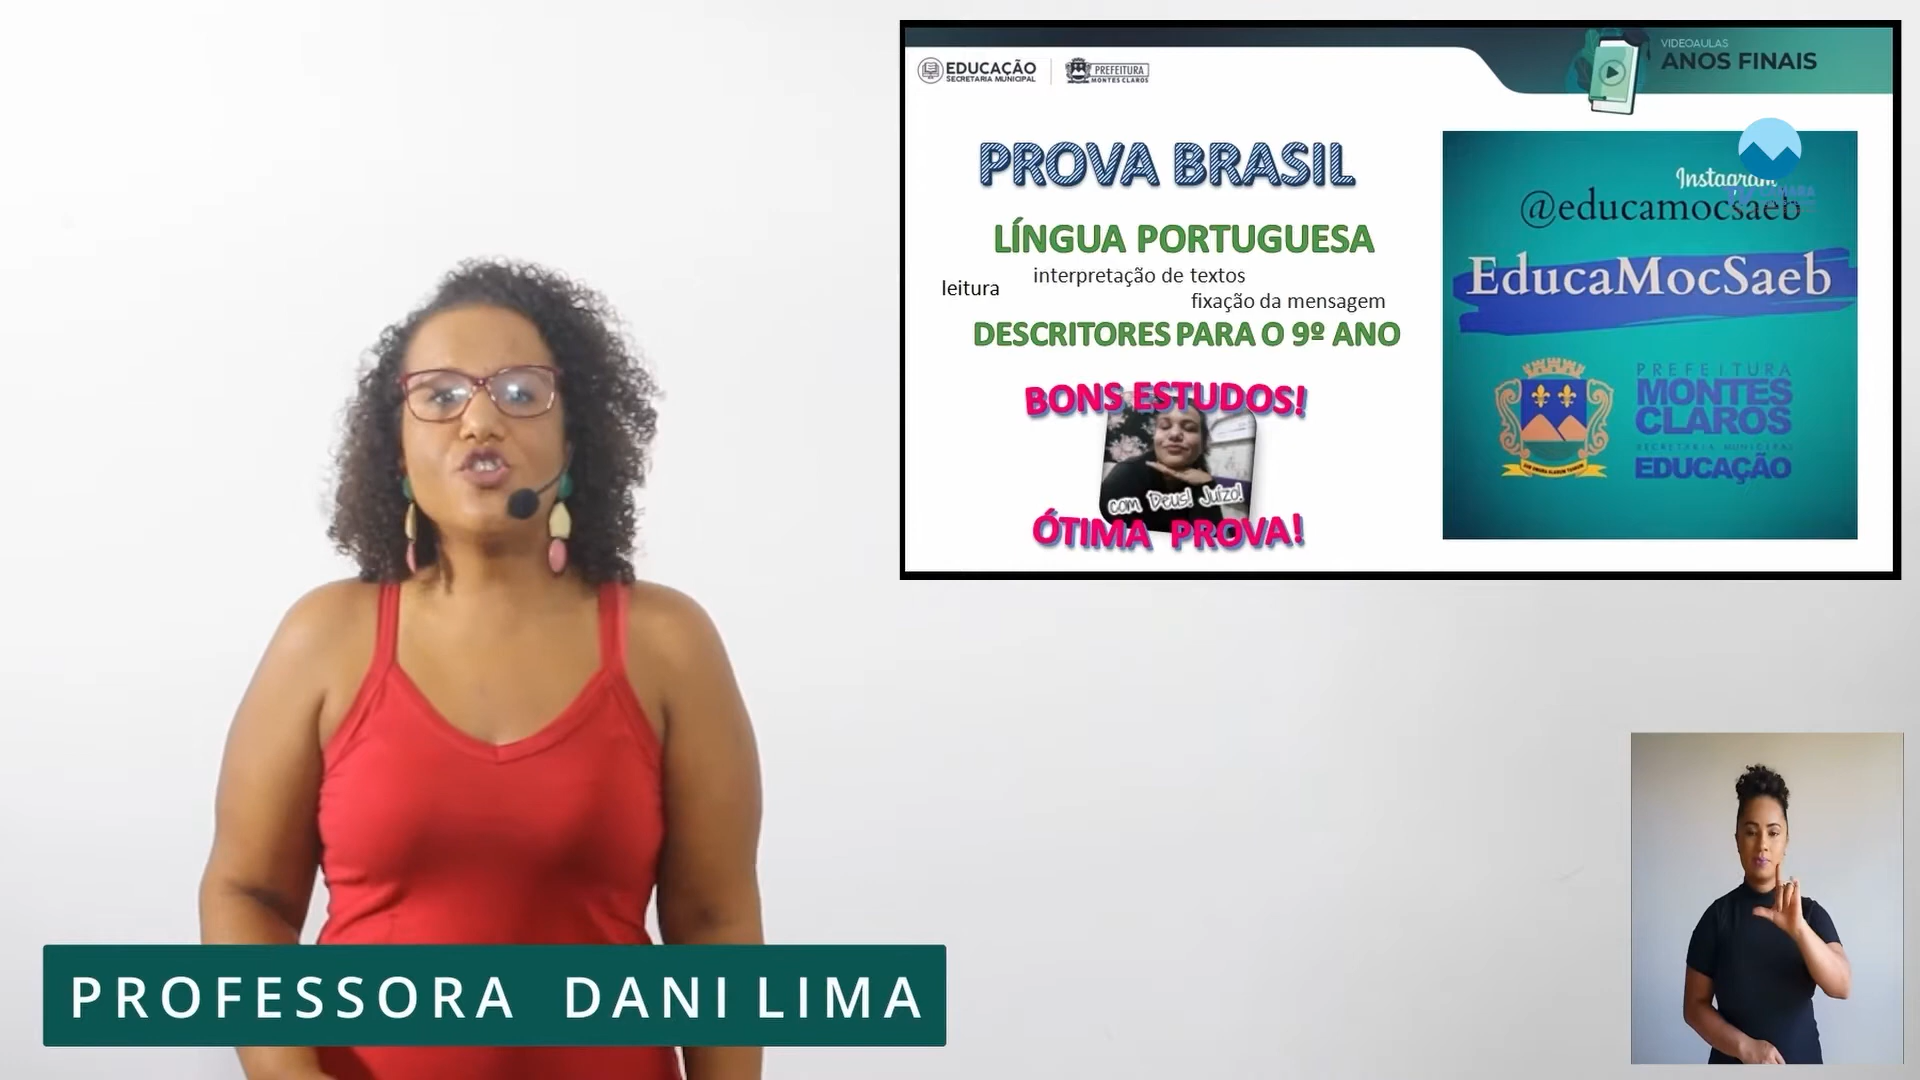 EDUCAÇÃO
SECRETARIA MUNICIPAL
PREFEITURA
MONTES CLAROS
VIDEOAULAS
ANOS FINAIS
PROVA BRASIL
LÍNGUA PORTUGUESA
interpretação de textos
leitura
fixação da mensagem
DESCRITORES PARA O 9º ANO
BONS ESTUDOS!
com Deus! Juízo!
ÓTIMA PROVA!
Instagram
@educamocsaeb
EducaMocSaeb
PREFEITURA
MONTES
CLAROS
SECRETARIA MUNICIPAL
EDUCAÇÃO
PROFESSORA DANI LIMA